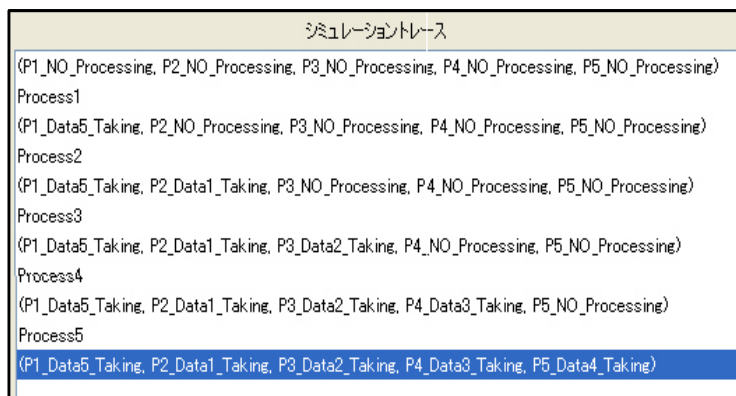 シミュレーショントレース
(P1_NO_Processing, P2_NO_Processing, P3_NO_Processing, P4_NO_Processing, P5_NO_Processing)
Process1
(P1_Data5_Taking, P2_NO_Processing, P3_NO_Processing, P4_NO_Processing, P5_NO_Processing)
Process2
(P1_Data5_Taking, P2_Data1_Taking, P3_NO_Processing, P4_NO_Processing, P5_NO_Processing)
Process3
(P1_Data5_Taking, P2_Data1_Taking, P3_Data2_Taking, P4_NO_Processing, P5_NO_Processing)
Process4
(P1_Data5_Taking, P2_Data1_Taking, P3_Data2_Taking, P4_Data3_Taking, P5_NO_Processing)
Process5
(P1_Data5_Taking, P2_Data1_Taking, P3_Data2_Taking, P4_Data3_Taking, P5_Data4_Taking)